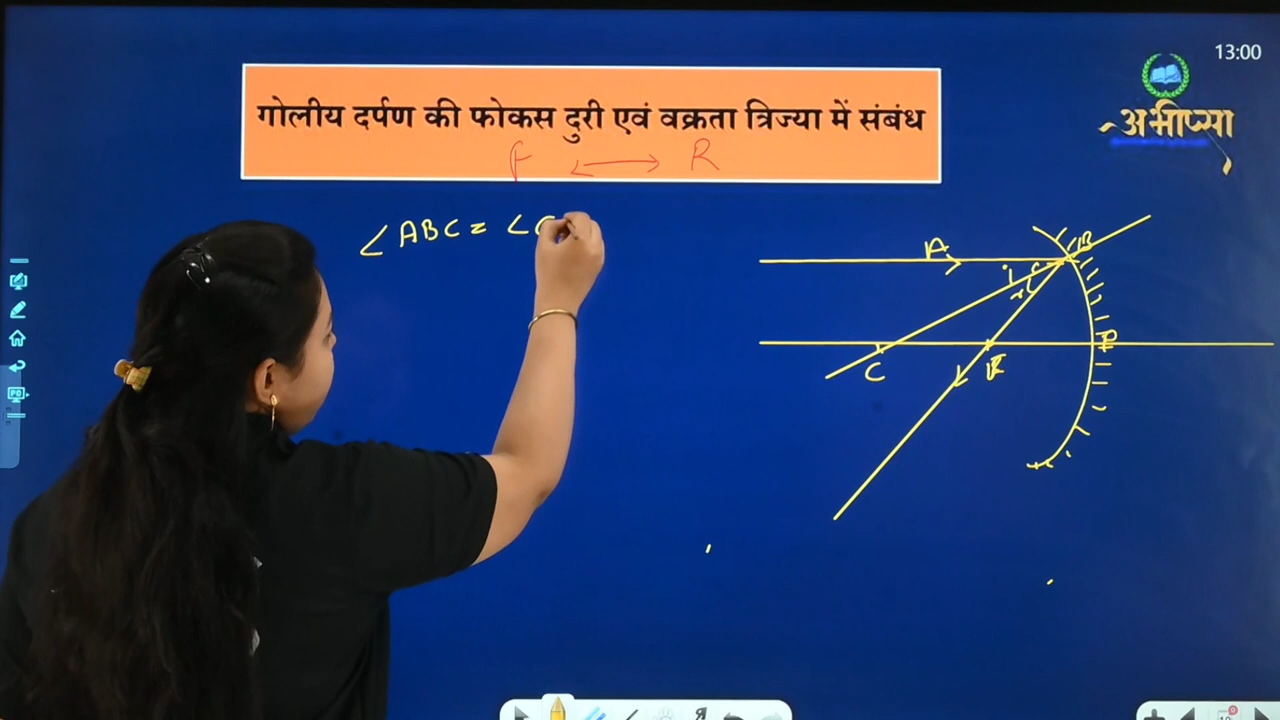 13:00
गोलीय दर्पण की फोकस दुरी एवं वक्रता त्रिज्या में संबंध
F ⟷ R
अभीप्सा
∠ABC = ∠C
A
B
i
r
P
C
F